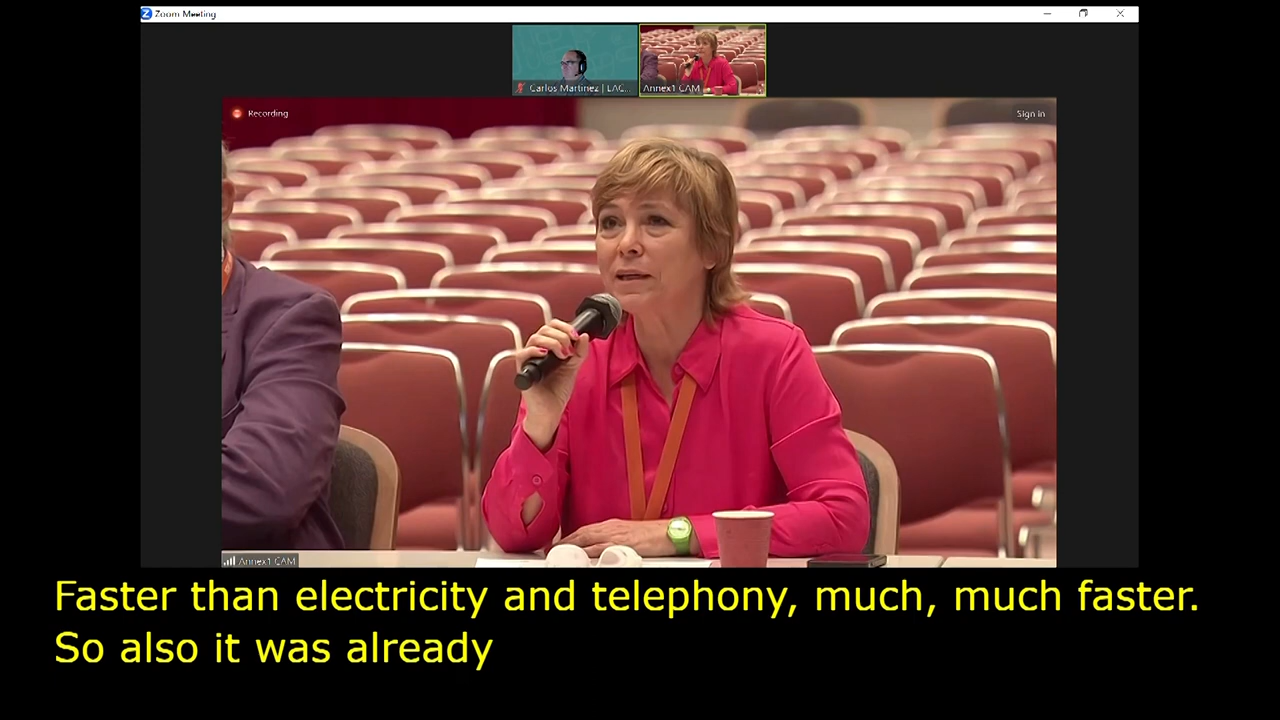 Zoom Meeting
Carlos Martinez | LAC...
Annex1 CAM
Recording
Sign in
Annex1 CAM
Faster than electricity and telephony, much, much faster.
So also it was already